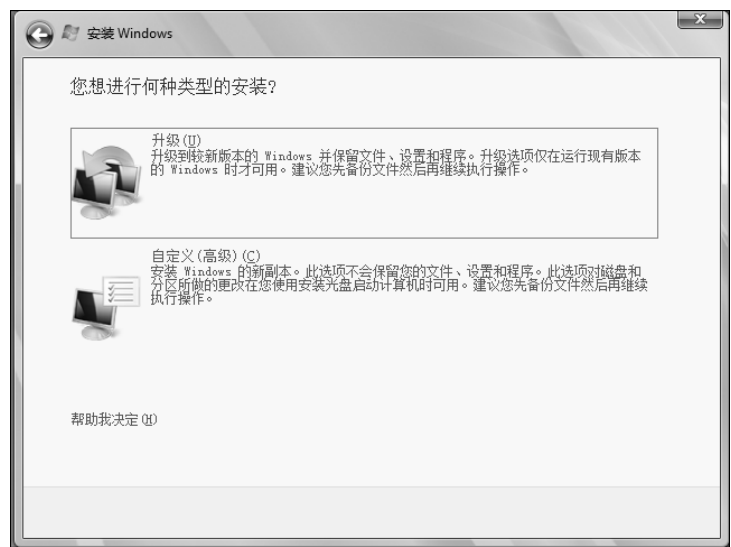 安装 Windows
您想进行何种类型的安装?
升级(U)
升级到较新版本的 Windows 并保留文件、设置和程序。升级选项仅在运行现有版本
的 Windows 时才可用。建议您先备份文件然后再继续执行操作。
自定义(高级)(C)
安装 Windows 的新副本。此选项不会保留您的文件、设置和程序。此选项对磁盘和
分区所做的更改在您使用安装光盘启动计算机时可用。建议您先备份文件然后再继续
执行操作。
帮助我决定(H)